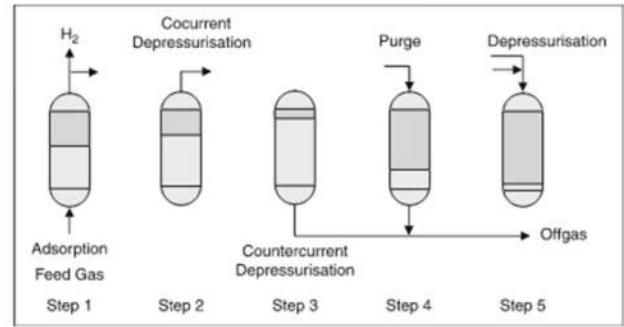 H₂
Cocurrent
Depressurisation
Purge
Depressurisation
Adsorption
Feed Gas
Countercurrent
Depressurisation
Offgas
Step 1
Step 2
Step 3
Step 4
Step 5